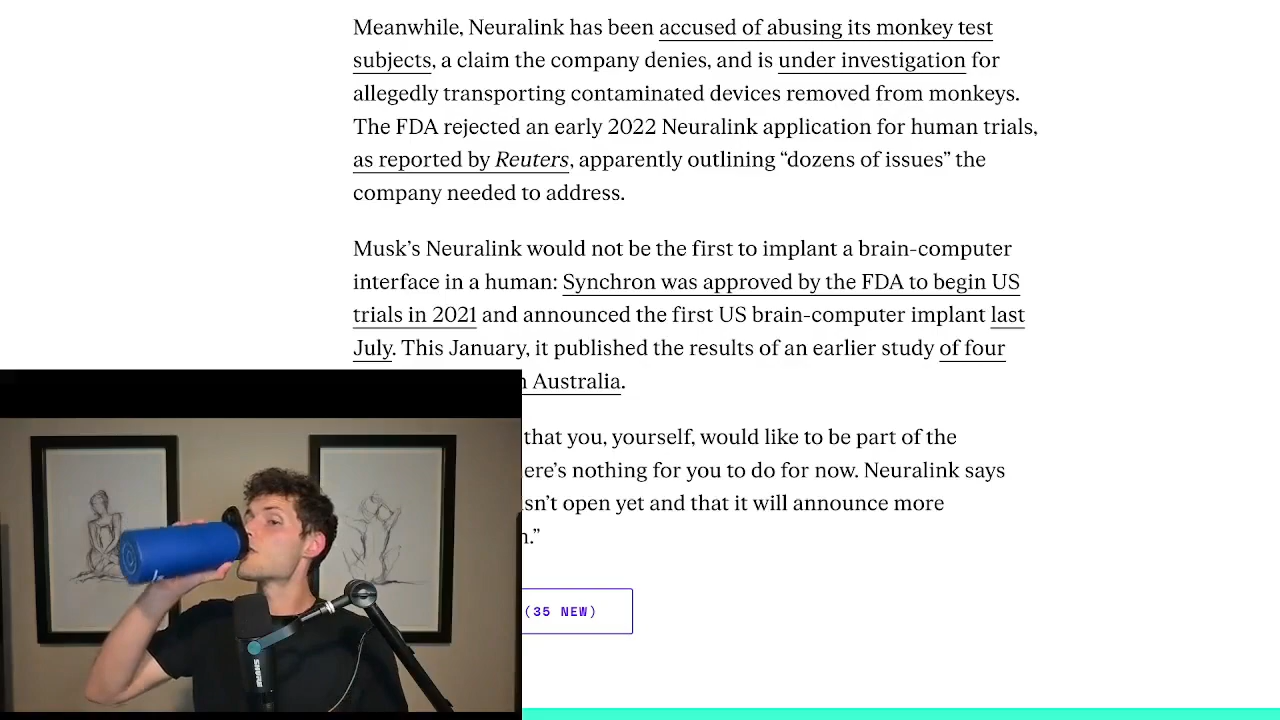 Meanwhile, Neuralink has been accused of abusing its monkey test
subjects, a claim the company denies, and is under investigation for
allegedly transporting contaminated devices removed from monkeys.
The FDA rejected an early 2022 Neuralink application for human trials,
as reported by Reuters, apparently outlining “dozens of issues” the
company needed to address.
Musk’s Neuralink would not be the first to implant a brain-computer
interface in a human: Synchron was approved by the FDA to begin US
trials in 2021 and announced the first US brain-computer implant last
July. This January, it published the results of an earlier study of four
Australia.
that you, yourself, would like to be part of the
ere’s nothing for you to do for now. Neuralink says
sn’t open yet and that it will announce more
n.”
(35 NEW)
SHURE